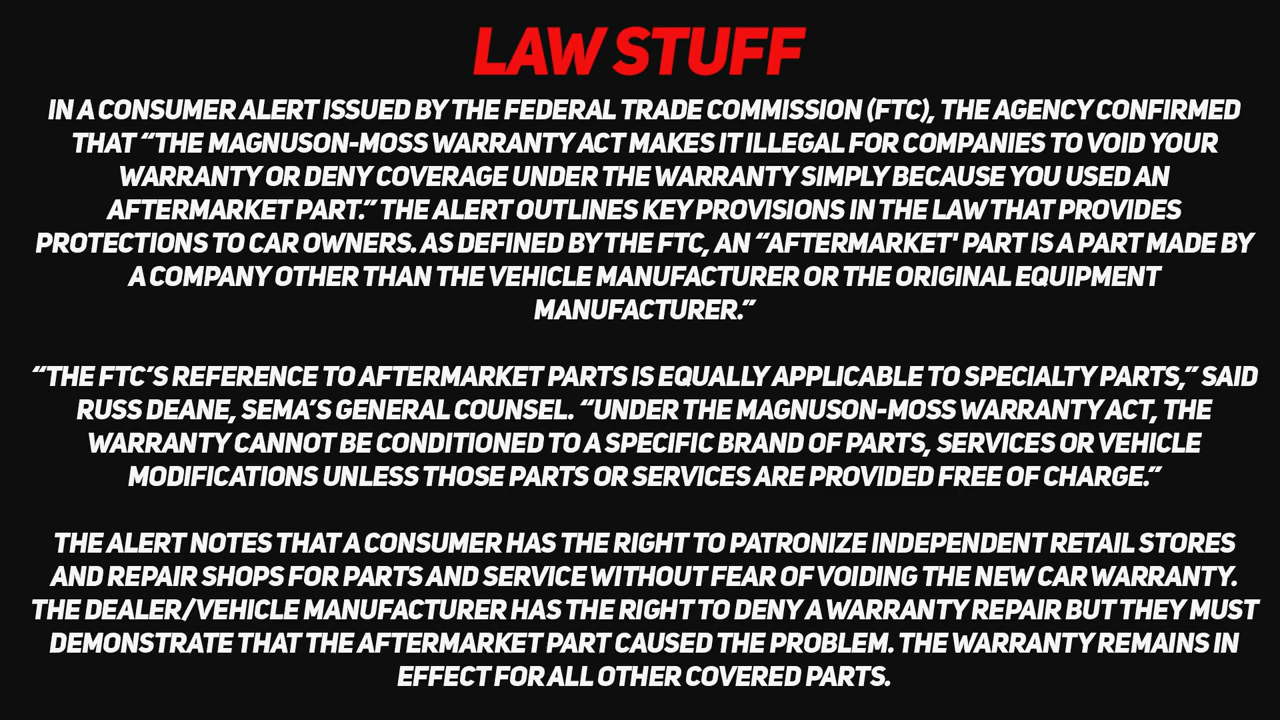 LAW STUFF
IN A CONSUMER ALERT ISSUED BY THE FEDERAL TRADE COMMISSION (FTC), THE AGENCY CONFIRMED
THAT “THE MAGNUSON-MOSS WARRANTY ACT MAKES IT ILLEGAL FOR COMPANIES TO VOID YOUR
WARRANTY OR DENY COVERAGE UNDER THE WARRANTY SIMPLY BECAUSE YOU USED AN
AFTERMARKET PART.” THE ALERT OUTLINES KEY PROVISIONS IN THE LAW THAT PROVIDES
PROTECTIONS TO CAR OWNERS. AS DEFINED BY THE FTC, AN “AFTERMARKET' PART IS A PART MADE BY
A COMPANY OTHER THAN THE VEHICLE MANUFACTURER OR THE ORIGINAL EQUIPMENT
MANUFACTURER.”
“THE FTC’S REFERENCE TO AFTERMARKET PARTS IS EQUALLY APPLICABLE TO SPECIALTY PARTS,” SAID
RUSS DEANE, SEMA’S GENERAL COUNSEL. “UNDER THE MAGNUSON-MOSS WARRANTY ACT, THE
WARRANTY CANNOT BE CONDITIONED TO A SPECIFIC BRAND OF PARTS, SERVICES OR VEHICLE
MODIFICATIONS UNLESS THOSE PARTS OR SERVICES ARE PROVIDED FREE OF CHARGE.”
THE ALERT NOTES THAT A CONSUMER HAS THE RIGHT TO PATRONIZE INDEPENDENT RETAIL STORES
AND REPAIR SHOPS FOR PARTS AND SERVICE WITHOUT FEAR OF VOIDING THE NEW CAR WARRANTY.
THE DEALER/VEHICLE MANUFACTURER HAS THE RIGHT TO DENY A WARRANTY REPAIR BUT THEY MUST
DEMONSTRATE THAT THE AFTERMARKET PART CAUSED THE PROBLEM. THE WARRANTY REMAINS IN
EFFECT FOR ALL OTHER COVERED PARTS.